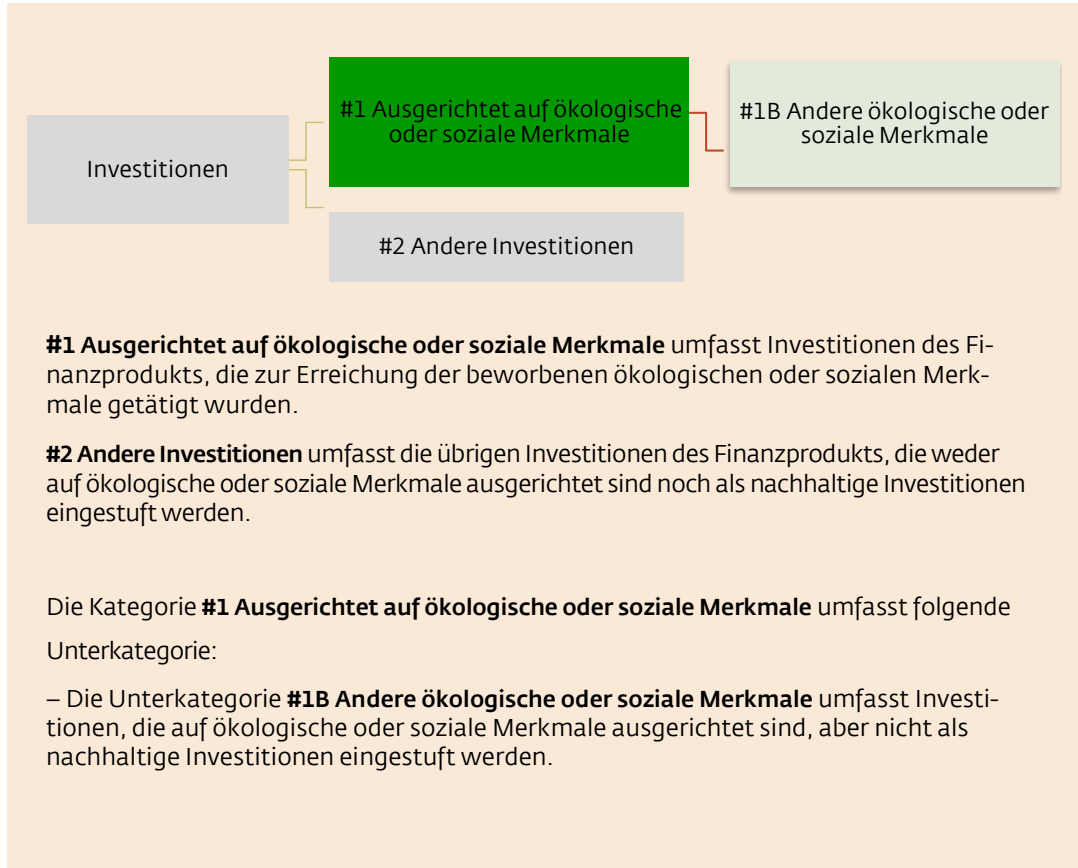 #1 Ausgerichtet auf ökologische
oder soziale Merkmale
#1B Andere ökologische oder
soziale Merkmale
Investitionen
#2 Andere Investitionen
#1 Ausgerichtet auf ökologische oder soziale Merkmale umfasst Investitionen des Fi-
nanzprodukts, die zur Erreichung der beworbenen ökologischen oder sozialen Merk-
male getätigt wurden.
#2 Andere Investitionen umfasst die übrigen Investitionen des Finanzprodukts, die weder
auf ökologische oder soziale Merkmale ausgerichtet sind noch als nachhaltige Investitionen
eingestuft werden.
Die Kategorie #1 Ausgerichtet auf ökologische oder soziale Merkmale umfasst folgende
Unterkategorie:
– Die Unterkategorie #1B Andere ökologische oder soziale Merkmale umfasst Investi-
tionen, die auf ökologische oder soziale Merkmale ausgerichtet sind, aber nicht als
nachhaltige Investitionen eingestuft werden.